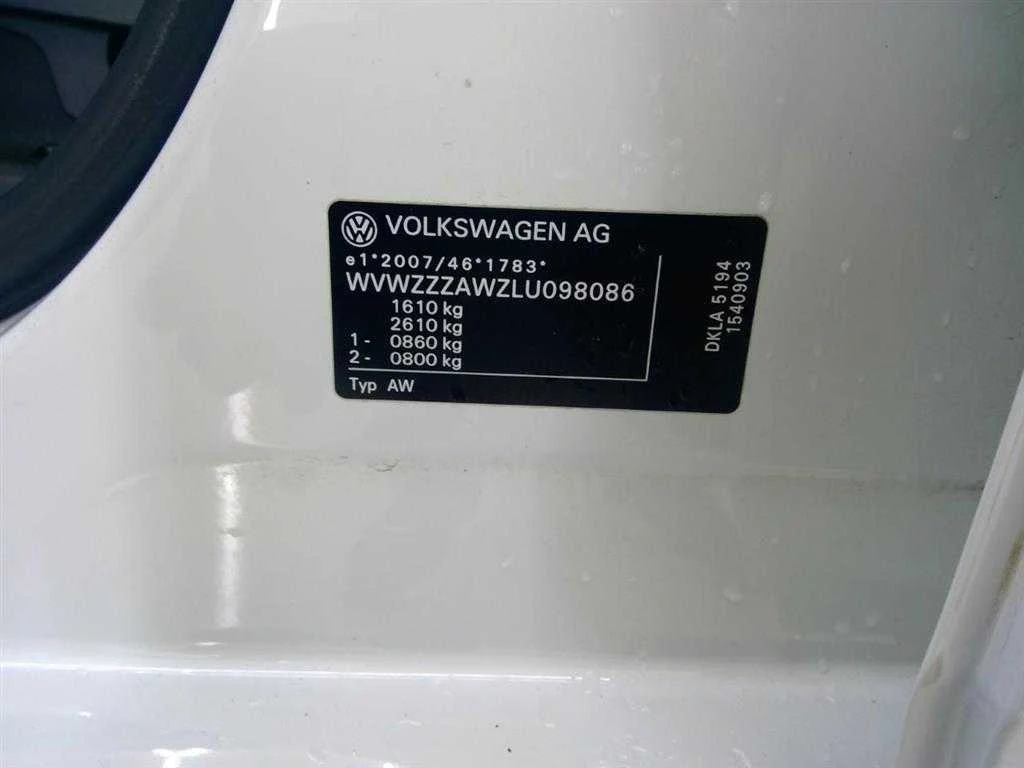 VOLKSWAGEN AG
e1*2007/46*1783*
WVWZZZAWZLU098086
1610 kg
2610 kg
1- 0860 kg
2- 0800 kg
Typ AW
DKLA 5194
1540903